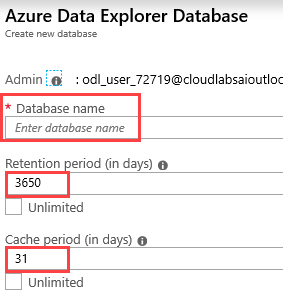 Azure Data Explorer Database
Create new database
Admin : odl_user_72719@cloudlabsaioutloc
* Database name
Enter database name
Retention period (in days)
3650
Unlimited
Cache period (in days)
31
Unlimited